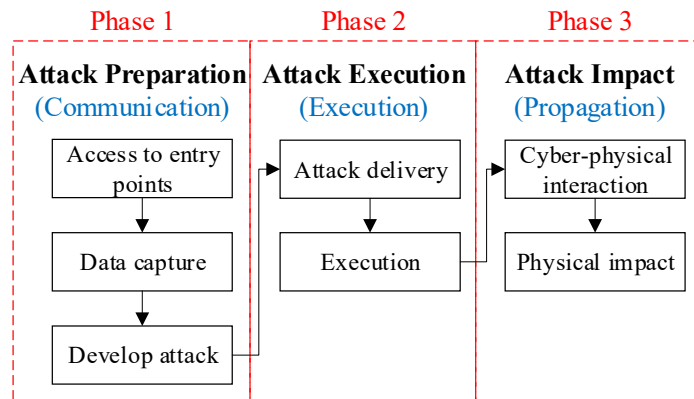 Phase 1
Attack Preparation
(Communication)
Access to entry
points
Data capture
Develop attack
Phase 2
Attack Execution
(Execution)
Attack delivery
Execution
Phase 3
Attack Impact
(Propagation)
Cyber-physical
interaction
Physical impact